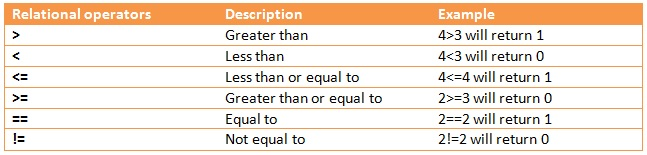 Relational operators Description Example
> Greater than 4>3 will return 1
< Less than 4<3 will return 0
<= Less than or equal to 4<=4 will return 1
>= Greater than or equal to 2>=3 will return 0
== Equal to 2==2 will return 1
!= Not equal to 2!=2 will return 0